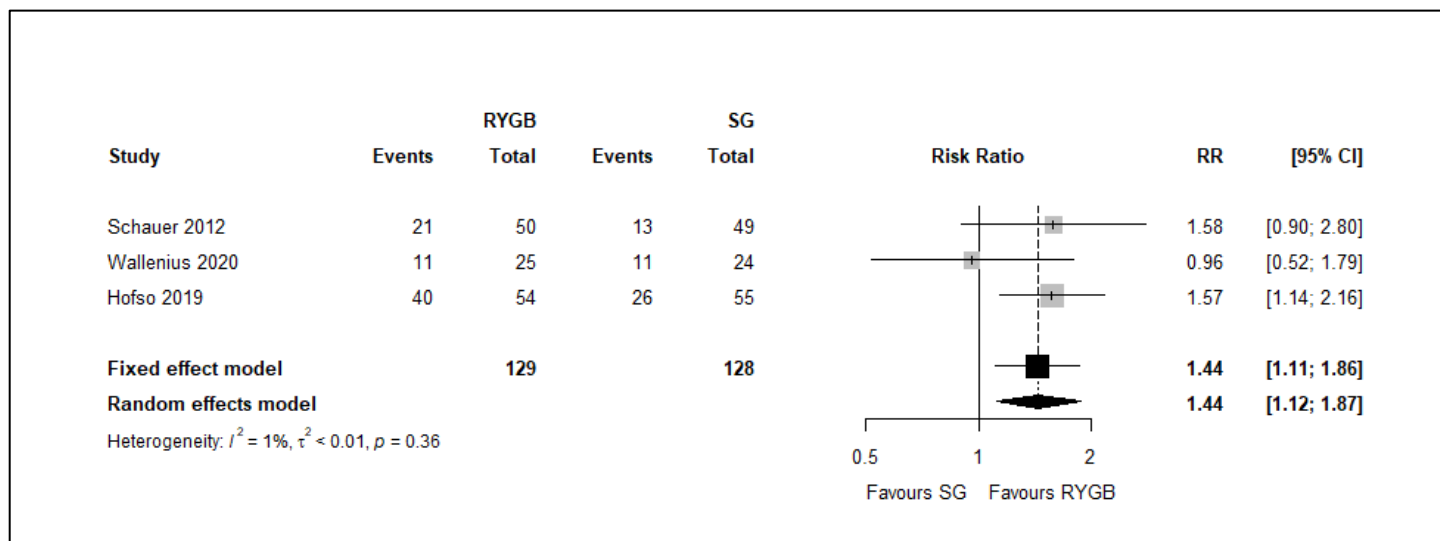 RYGB SG
Study Events Total Events Total Risk Ratio RR [95% CI]
Schauer 2012 21 50 13 49 1.58 [0.90; 2.80]
Wallenius 2020 11 25 11 24 0.96 [0.52; 1.79]
Hofso 2019 40 54 26 55 1.57 [1.14; 2.16]
Fixed effect model 129 128 1.44 [1.11; 1.86]
Random effects model 1.44 [1.12; 1.87]
Heterogeneity: I² = 1%, τ² < 0.01, p = 0.36
0.5 1 2
Favours SG Favours RYGB